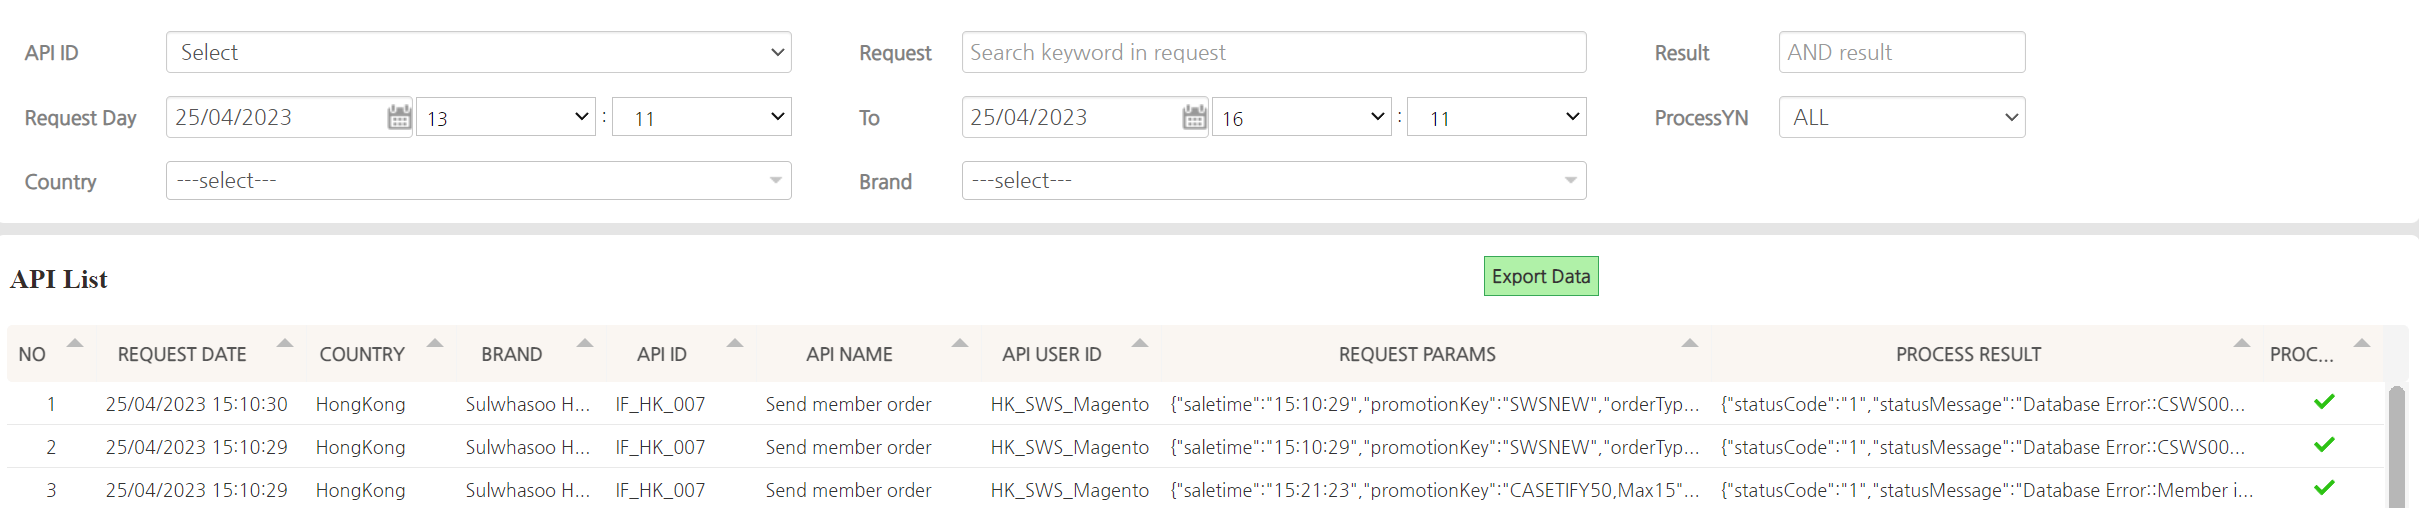 API ID Select Request Search keyword in request Result AND result
Request Day 25/04/2023 13 : 11 To 25/04/2023 16 : 11 ProcessYN ALL
Country ---select--- Brand ---select---
API List Export Data
NO REQUEST DATE COUNTRY BRAND API ID API NAME API USER ID REQUEST PARAMS PROCESS RESULT PROC...
1 25/04/2023 15:10:30 HongKong Sulwhasoo H... IF_HK_007 Send member order HK_SWS_Magento {"saletime":"15:10:29","promotionKey":"SWSNEW","orderTyp... {"statusCode":"1","statusMessage":"Database Error::CSWS00...
2 25/04/2023 15:10:29 HongKong Sulwhasoo H... IF_HK_007 Send member order HK_SWS_Magento {"saletime":"15:10:29","promotionKey":"SWSNEW","orderTyp... {"statusCode":"1","statusMessage":"Database Error::CSWS00...
3 25/04/2023 15:10:29 HongKong Sulwhasoo H... IF_HK_007 Send member order HK_SWS_Magento {"saletime":"15:21:23","promotionKey":"CASETIFY50,Max15"... {"statusCode":"1","statusMessage":"Database Error::Member i...